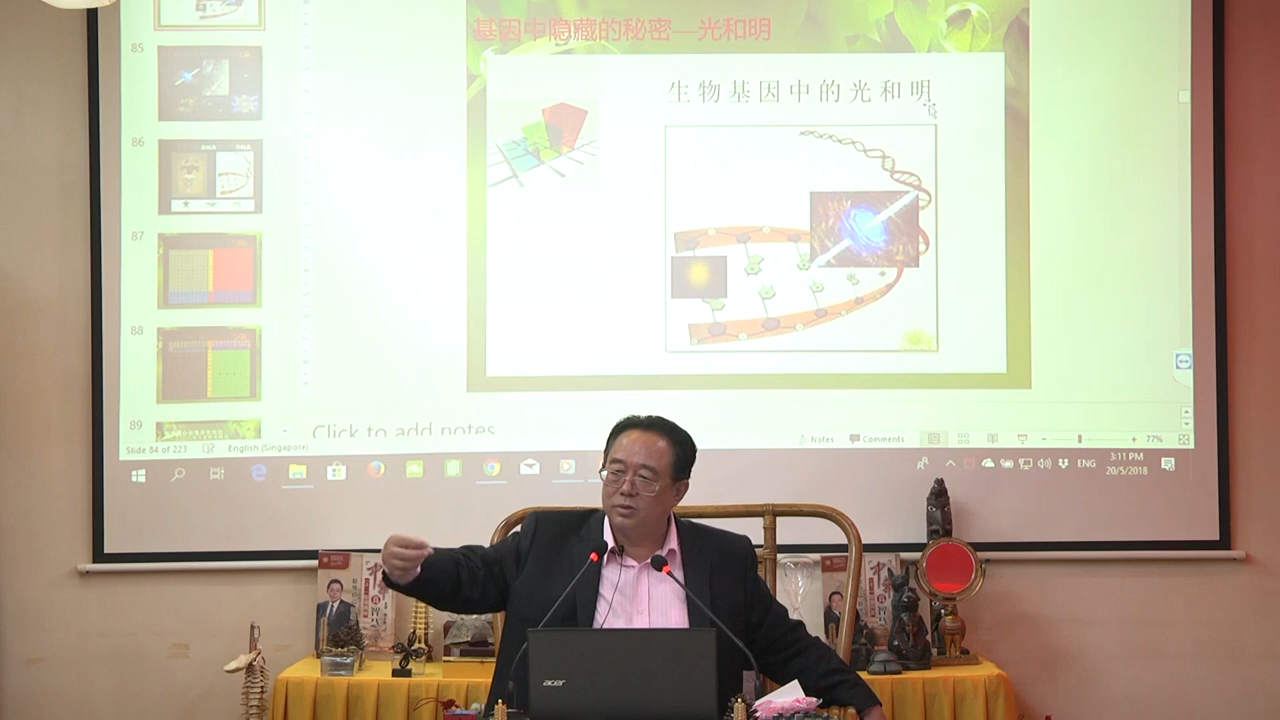 基因中隐藏的秘密—光和明
生物基因中的光和明
85
86
87
88
89
Click to add notes
Slide 84 of 223
English (Singapore)
Notes
Comments
77%
ENG
3:11 PM
20/5/2018
acer